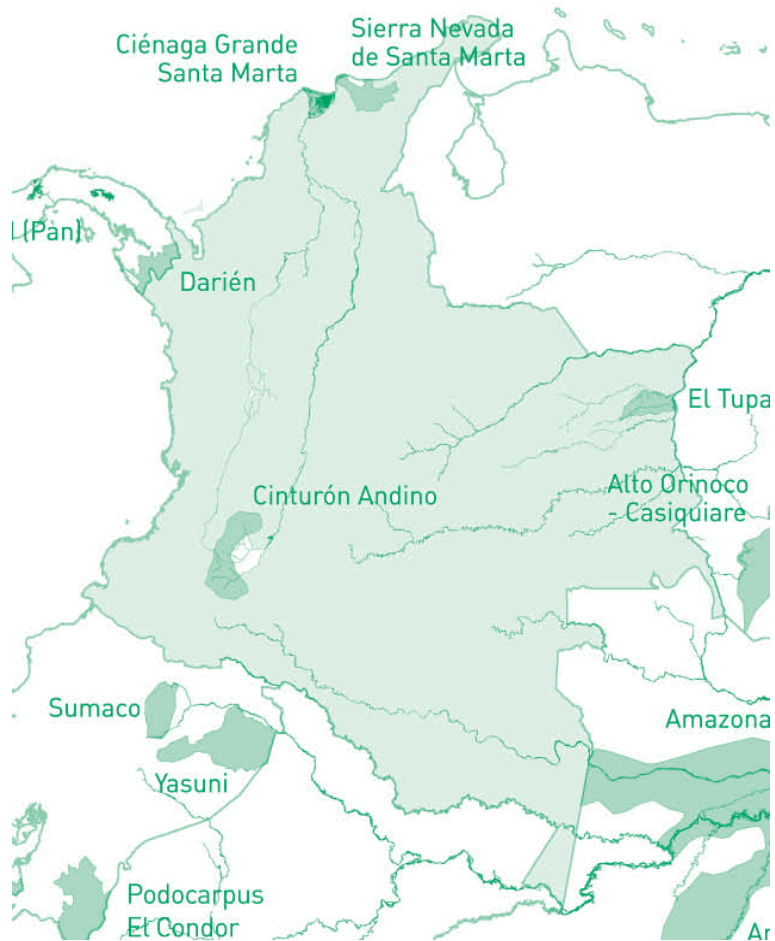 Ciénaga Grande
Santa Marta
Sierra Nevada
de Santa Marta
l (Pan)
Darién
El Tupa
Cinturón Andino
Alto Orinoco
- Casiquiare
Sumaco
Amazona
Yasuni
Podocarpus
El Condor
Ar